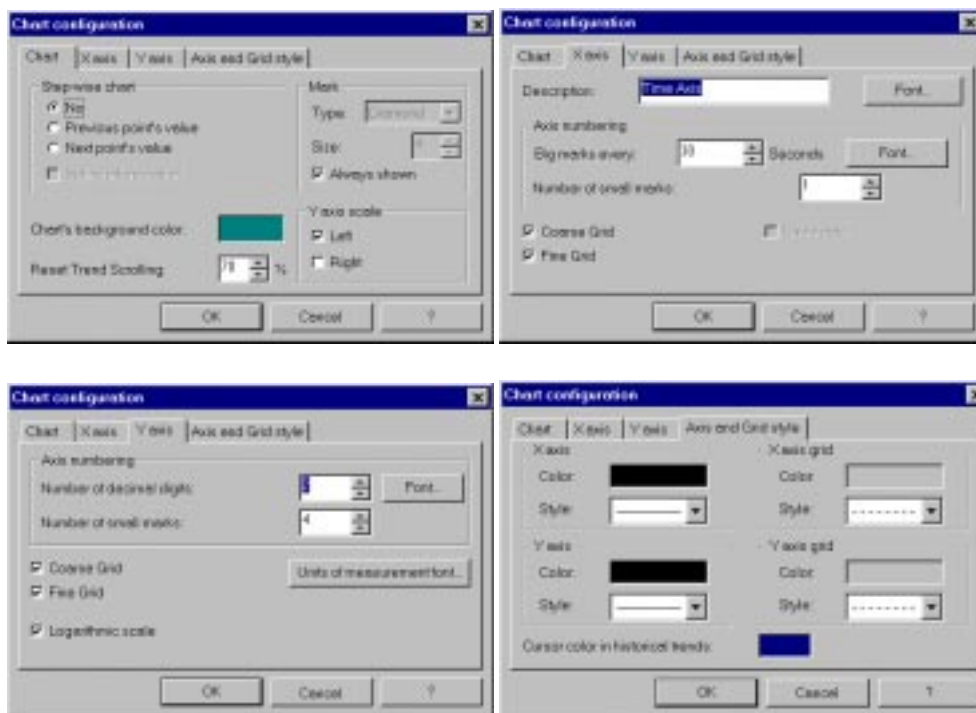 Chart configuration
Chart X axis Y axis Axis and Grid style
Step-wise chart
No
Previous point's value
Next point's value
Mark
Type: Diamond
Size:
Always shown
Chart's background color:
Y axis scale
Left
Right
Reset Trend Scrolling: %
OK Cancel ?
Chart configuration
Chart X axis Y axis Axis and Grid style
Description: Time Axis Font...
Axis numbering
Big marks every: Seconds Font...
Number of small marks:
Coarse Grid
Fine Grid
OK Cancel ?
Chart configuration
Chart X axis Y axis Axis and Grid style
Axis numbering
Number of decimal digits: Font...
Number of small marks: 4
Coarse Grid Units of measurement font...
Fine Grid
Logarithmic scale
OK Cancel ?
Chart configuration
Chart X axis Y axis Axis and Grid style
X axis X axis grid
Color: Color:
Style: Style:
Y axis Y axis grid
Color: Color:
Style: Style:
Cursor color in historical trends:
OK Cancel ?